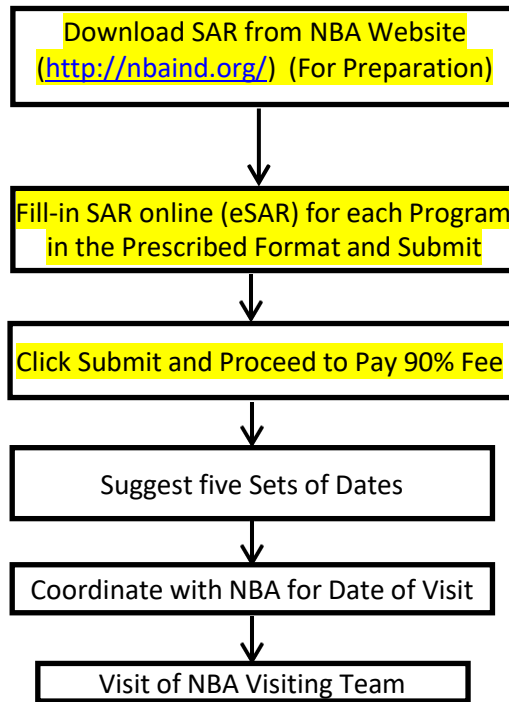 Download SAR from NBA Website
(http://nbaind.org/) (For Preparation)
Fill-in SAR online (eSAR) for each Program
in the Prescribed Format and Submit
Click Submit and Proceed to Pay 90% Fee
Suggest five Sets of Dates
Coordinate with NBA for Date of Visit
Visit of NBA Visiting Team